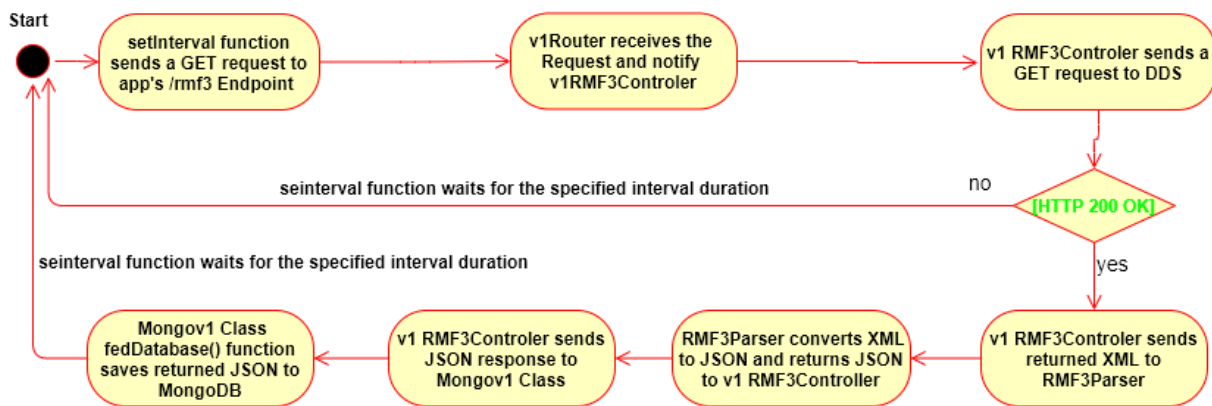 Start
setInterval function
sends a GET request to
app's /rmf3 Endpoint
v1Router receives the
Request and notify
v1RMF3Controler
v1 RMF3Controler sends a
GET request to DDS
seinterval function waits for the specified interval duration
no
[HTTP 200 OK]
seinterval function waits for the specified interval duration
yes
v1 RMF3Controler sends
returned XML to
RMF3Parser
RMF3Parser converts XML
to JSON and returns JSON
to v1 RMF3Controller
v1 RMF3Controler sends
JSON response to
Mongov1 Class
Mongov1 Class
fedDatabase() function
saves returned JSON to
MongoDB